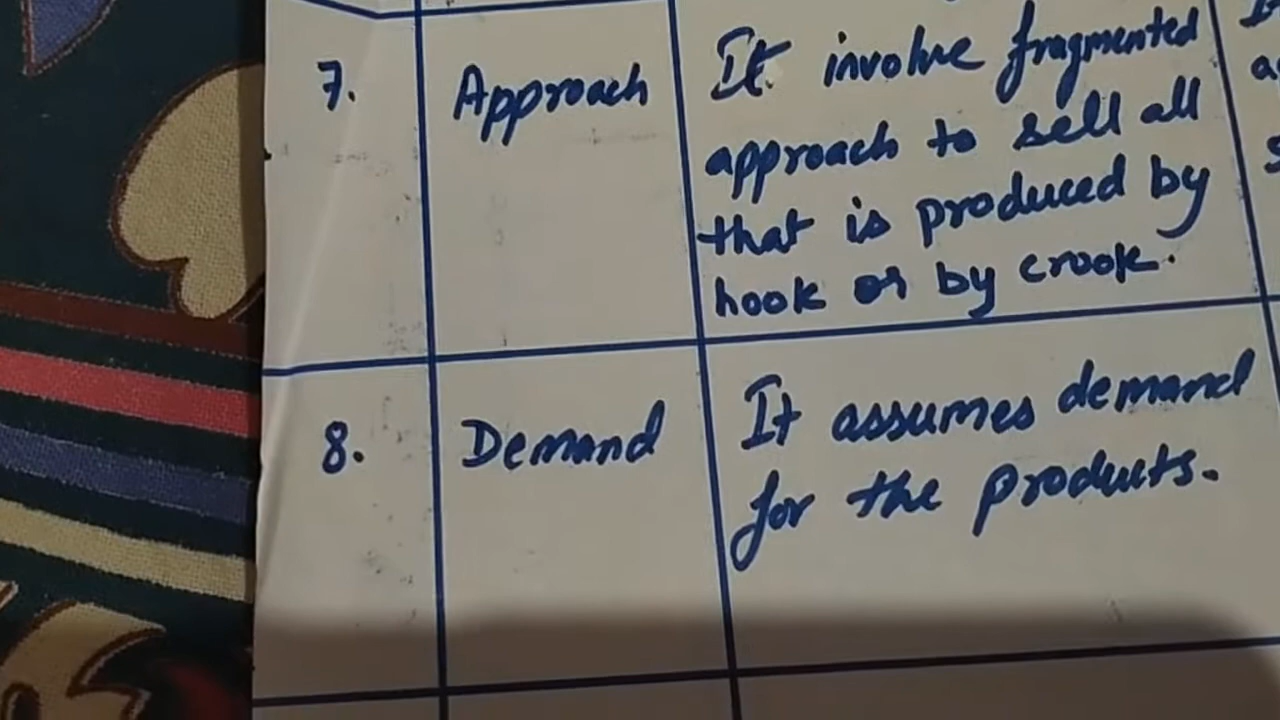 7.
Approach
It involve fragmented
approach to sell all
that is produced by
hook or by crook.
8.
Demand
It assumes demand
for the products.